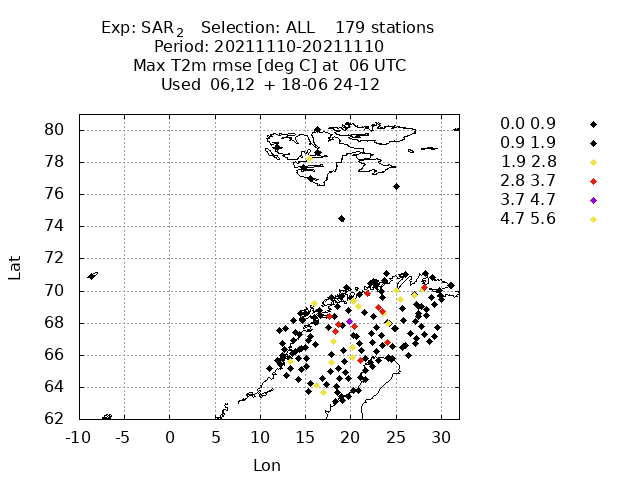 Exp: SAR2 Selection: ALL 179 stations
Period: 20211110-20211110
Max T2m rmse [deg C] at 06 UTC
Used 06,12 + 18-06 24-12
0.0 0.9
0.9 1.9
1.9 2.8
2.8 3.7
3.7 4.7
4.7 5.6
80
78
76
74
72
70
68
66
64
62
Lat
-10 -5 0 5 10 15 20 25 30
Lon